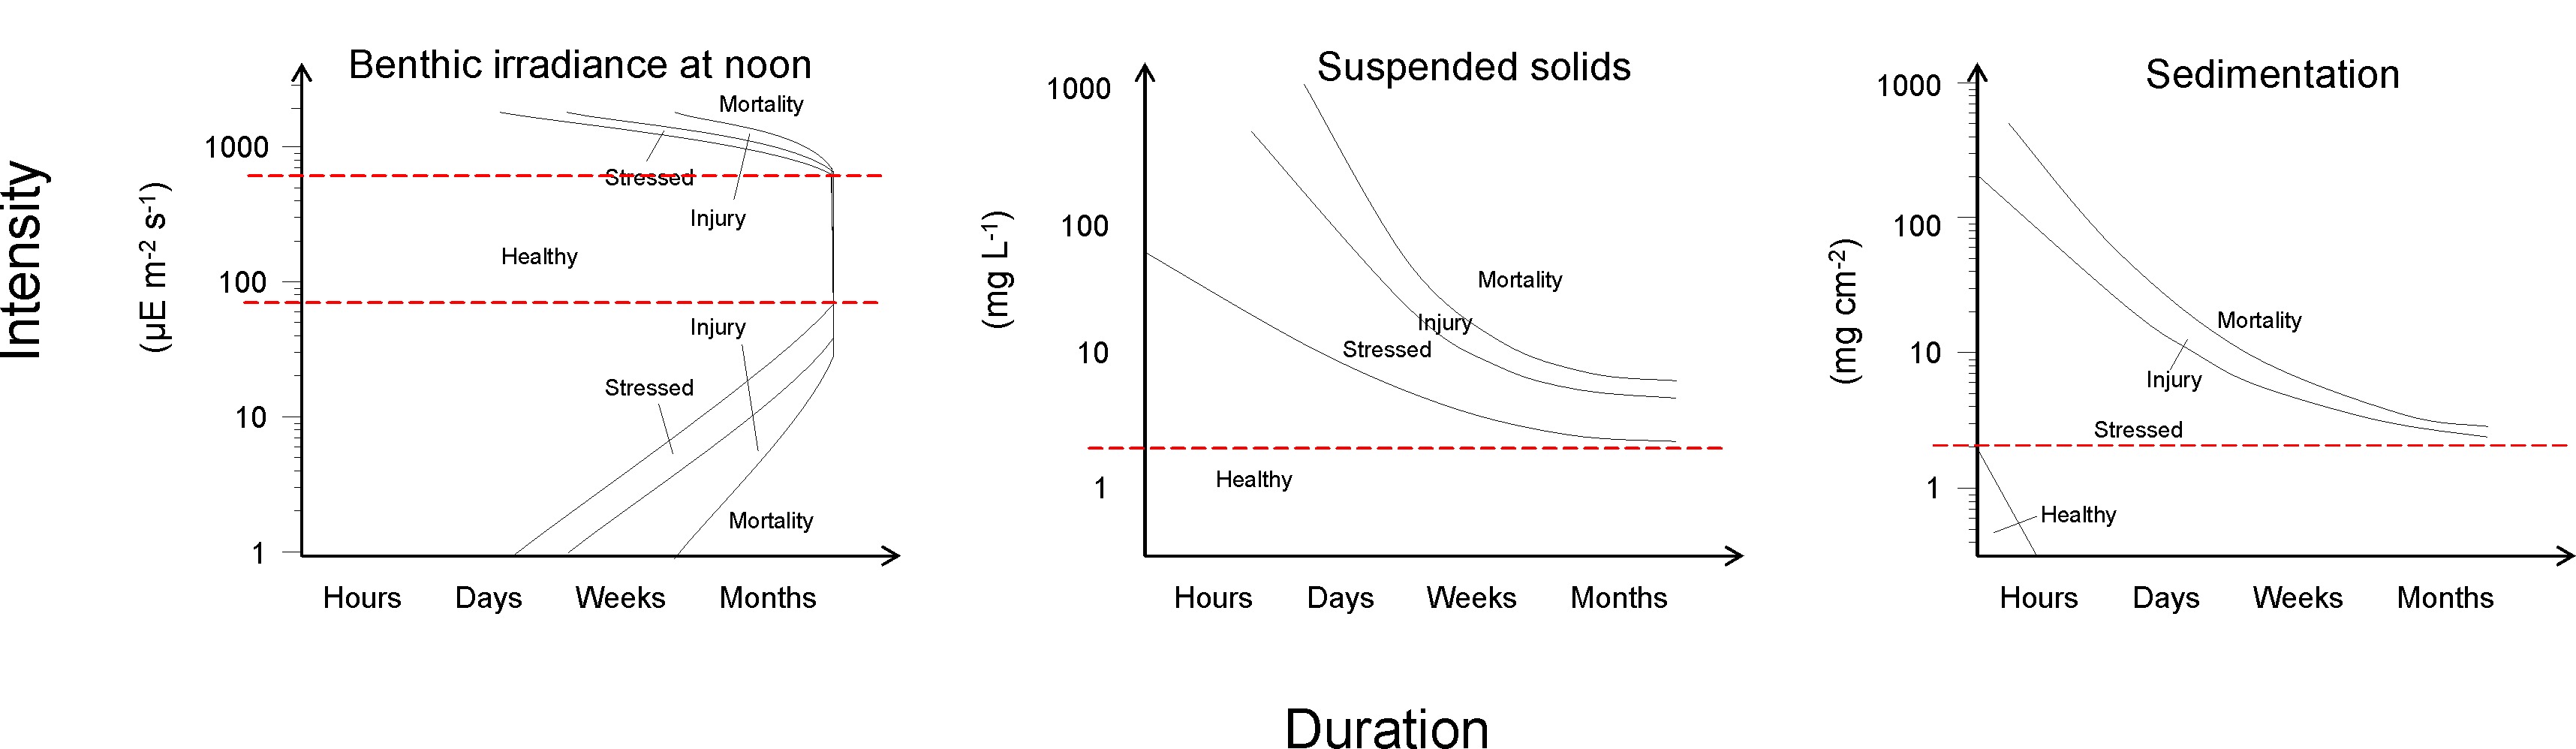 Intensity
Benthic irradiance at noon
(µE m-2 s-1)
1000
100
10
1
Mortality
Stressed
Injury
Healthy
Injury
Stressed
Mortality
Hours Days Weeks Months
Suspended solids
(mg L-1)
1000
100
10
1
Mortality
Injury
Stressed
Healthy
Hours Days Weeks Months
Sedimentation
(mg cm-2)
1000
100
10
1
Mortality
Injury
Stressed
Healthy
Hours Days Weeks Months
Duration